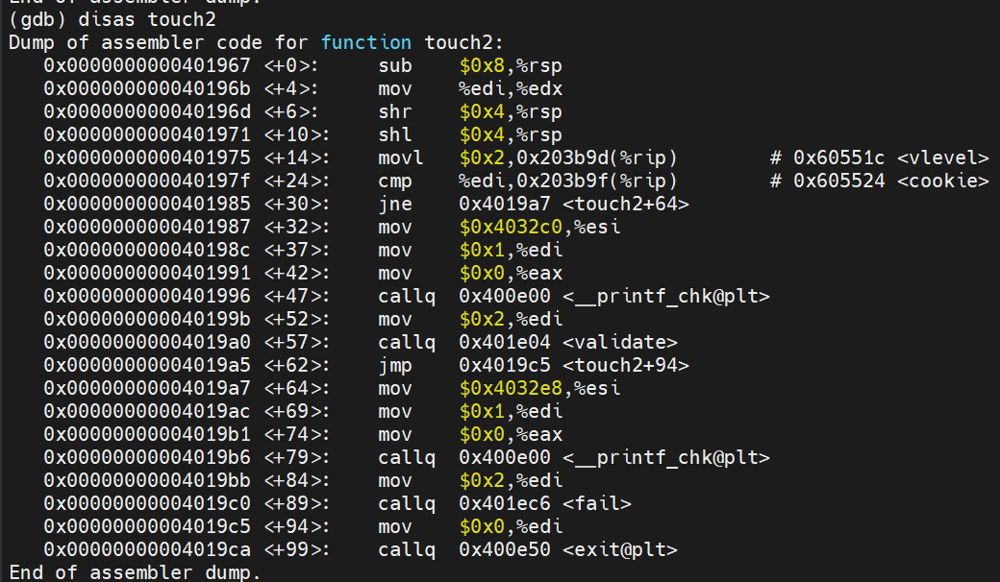 End of assembler dump.
(gdb) disas touch2
Dump of assembler code for function touch2:
   0x0000000000401967 <+0>:     sub    $0x8,%rsp
   0x000000000040196b <+4>:     mov    %edi,%edx
   0x000000000040196d <+6>:     shr    $0x4,%rsp
   0x0000000000401971 <+10>:    shl    $0x4,%rsp
   0x0000000000401975 <+14>:    movl   $0x2,0x203b9d(%rip)        # 0x60551c <vlevel>
   0x000000000040197f <+24>:    cmp    %edi,0x203b9f(%rip)        # 0x605524 <cookie>
   0x0000000000401985 <+30>:    jne    0x4019a7 <touch2+64>
   0x0000000000401987 <+32>:    mov    $0x4032c0,%esi
   0x000000000040198c <+37>:    mov    $0x1,%edi
   0x0000000000401991 <+42>:    mov    $0x0,%eax
   0x0000000000401996 <+47>:    callq  0x400e00 <__printf_chk@plt>
   0x000000000040199b <+52>:    mov    $0x2,%edi
   0x00000000004019a0 <+57>:    callq  0x401e04 <validate>
   0x00000000004019a5 <+62>:    jmp    0x4019c5 <touch2+94>
   0x00000000004019a7 <+64>:    mov    $0x4032e8,%esi
   0x00000000004019ac <+69>:    mov    $0x1,%edi
   0x00000000004019b1 <+74>:    mov    $0x0,%eax
   0x00000000004019b6 <+79>:    callq  0x400e00 <__printf_chk@plt>
   0x00000000004019bb <+84>:    mov    $0x2,%edi
   0x00000000004019c0 <+89>:    callq  0x401ec6 <fail>
   0x00000000004019c5 <+94>:    mov    $0x0,%edi
   0x00000000004019ca <+99>:    callq  0x400e50 <exit@plt>
End of assembler dump.